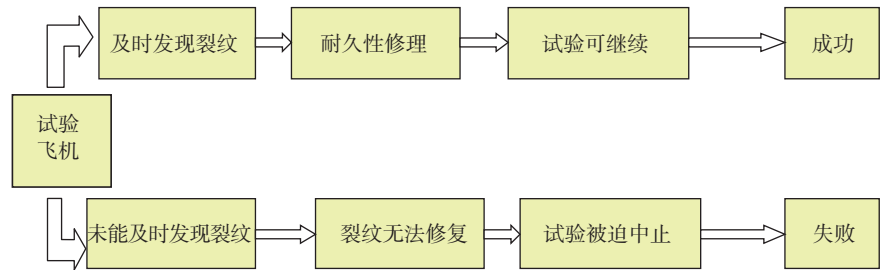 及时发现裂纹
耐久性修理
试验可继续
成功
试验
飞机
未能及时发现裂纹
裂纹无法修复
试验被迫中止
失败